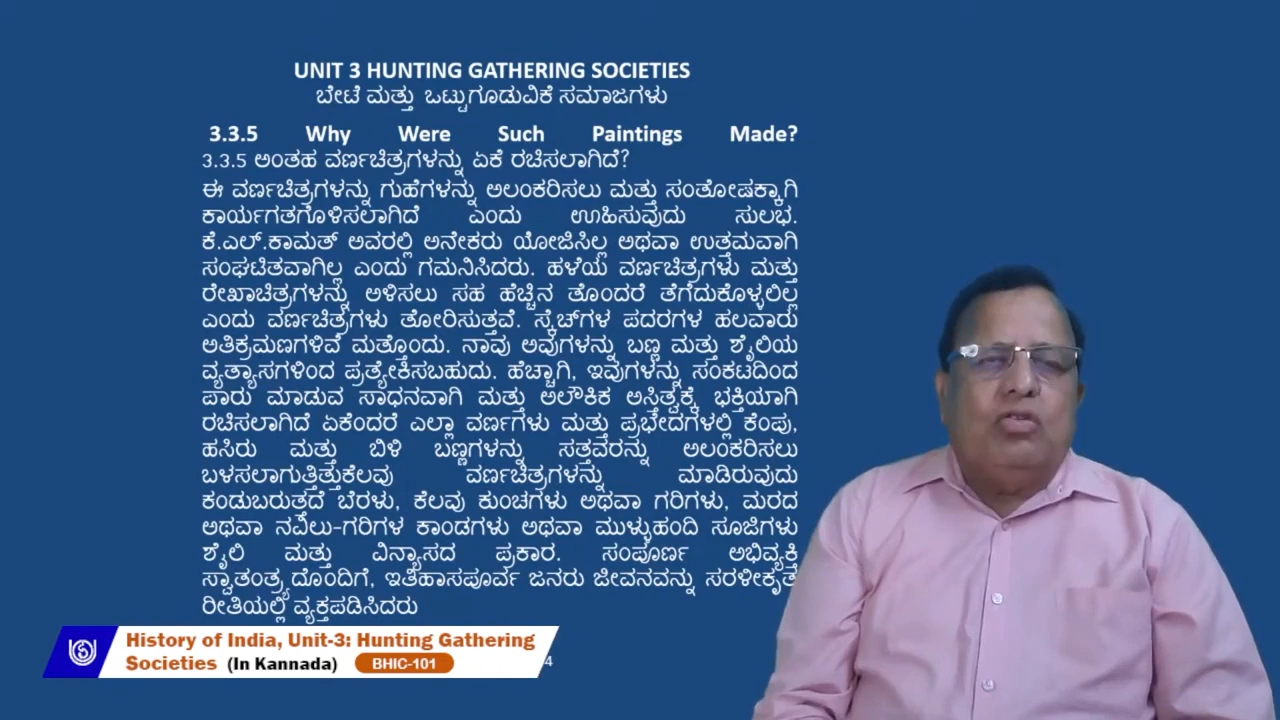 UNIT 3 HUNTING GATHERING SOCIETIES
ಬೇಟೆ ಮತ್ತು ಒಟ್ಟುಗೂಡುವಿಕೆ ಸಮಾಜಗಳು
3.3.5 Why Were Such Paintings Made?
3.3.5 ಅಂತಹ ವರ್ಣಚಿತ್ರಗಳನ್ನು ಏಕೆ ರಚಿಸಲಾಗಿದೆ?
ಈ ವರ್ಣಚಿತ್ರಗಳನ್ನು ಗುಹೆಗಳನ್ನು ಅಲಂಕರಿಸಲು ಮತ್ತು ಸಂತೋಷಕ್ಕಾಗಿ
ಕಾರ್ಯಗತಗೊಳಿಸಲಾಗಿದೆ ಎಂದು ಊಹಿಸುವುದು ಸುಲಭ.
ಕೆ.ಎಲ್.ಕಾಮತ್ ಅವರಲ್ಲಿ ಅನೇಕರು ಯೋಜಿಸಿಲ್ಲ ಅಥವಾ ಉತ್ತಮವಾಗಿ
ಸಂಘಟಿತವಾಗಿಲ್ಲ ಎಂದು ಗಮನಿಸಿದರು. ಹಳೆಯ ವರ್ಣಚಿತ್ರಗಳು ಮತ್ತು
ರೇಖಾಚಿತ್ರಗಳನ್ನು ಅಳಿಸಲು ಸಹ ಹೆಚ್ಚಿನ ತೊಂದರೆ ತೆಗೆದುಕೊಳ್ಳಲಿಲ್ಲ
ಎಂದು ವರ್ಣಚಿತ್ರಗಳು ತೋರಿಸುತ್ತವೆ. ಸ್ಕೆಚ್‌ಗಳ ಪದರಗಳ ಹಲವಾರು
ಅತಿಕ್ರಮಣಗಳಿವೆ ಮತ್ತೊಂದು. ನಾವು ಅವುಗಳನ್ನು ಬಣ್ಣ ಮತ್ತು ಶೈಲಿಯ
ವ್ಯತ್ಯಾಸಗಳಿಂದ ಪ್ರತ್ಯೇಕಿಸಬಹುದು. ಹೆಚ್ಚಾಗಿ, ಇವುಗಳನ್ನು ಸಂಕಟದಿಂದ
ಪಾರು ಮಾಡುವ ಸಾಧನವಾಗಿ ಮತ್ತು ಅಲೌಕಿಕ ಅಸ್ತಿತ್ವಕ್ಕೆ ಭಕ್ತಿಯಾಗಿ
ರಚಿಸಲಾಗಿದೆ ಏಕೆಂದರೆ ಎಲ್ಲಾ ವರ್ಣಗಳು ಮತ್ತು ಪ್ರಭೇದಗಳಲ್ಲಿ ಕೆಂಪು,
ಹಸಿರು ಮತ್ತು ಬಿಳಿ ಬಣ್ಣಗಳನ್ನು ಸತ್ತವರನ್ನು ಅಲಂಕರಿಸಲು
ಬಳಸಲಾಗುತ್ತಿತ್ತುಕೆಲವು ವರ್ಣಚಿತ್ರಗಳನ್ನು ಮಾಡಿರುವುದು
ಕಂಡುಬರುತ್ತದೆ ಬೆರಳು, ಕೆಲವು ಕುಂಚಗಳು ಅಥವಾ ಗರಿಗಳು, ಮರದ
ಅಥವಾ ನವಿಲು-ಗರಿಗಳ ಕಾಂಡಗಳು ಅಥವಾ ಮುಳ್ಳುಹಂದಿ ಸೂಜಿಗಳು
ಶೈಲಿ ಮತ್ತು ವಿನ್ಯಾಸದ ಪ್ರಕಾರ. ಸಂಪೂರ್ಣ ಅಭಿವ್ಯಕ್ತಿ
ಸ್ವಾತಂತ್ರ್ಯದೊಂದಿಗೆ, ಇತಿಹಾಸಪೂರ್ವ ಜನರು ಜೀವನವನ್ನು ಸರಳೀಕೃತ
ರೀತಿಯಲ್ಲಿ ವ್ಯಕ್ತಪಡಿಸಿದರು
History of India, Unit-3: Hunting Gathering
Societies (In Kannada) BHIC-101
4